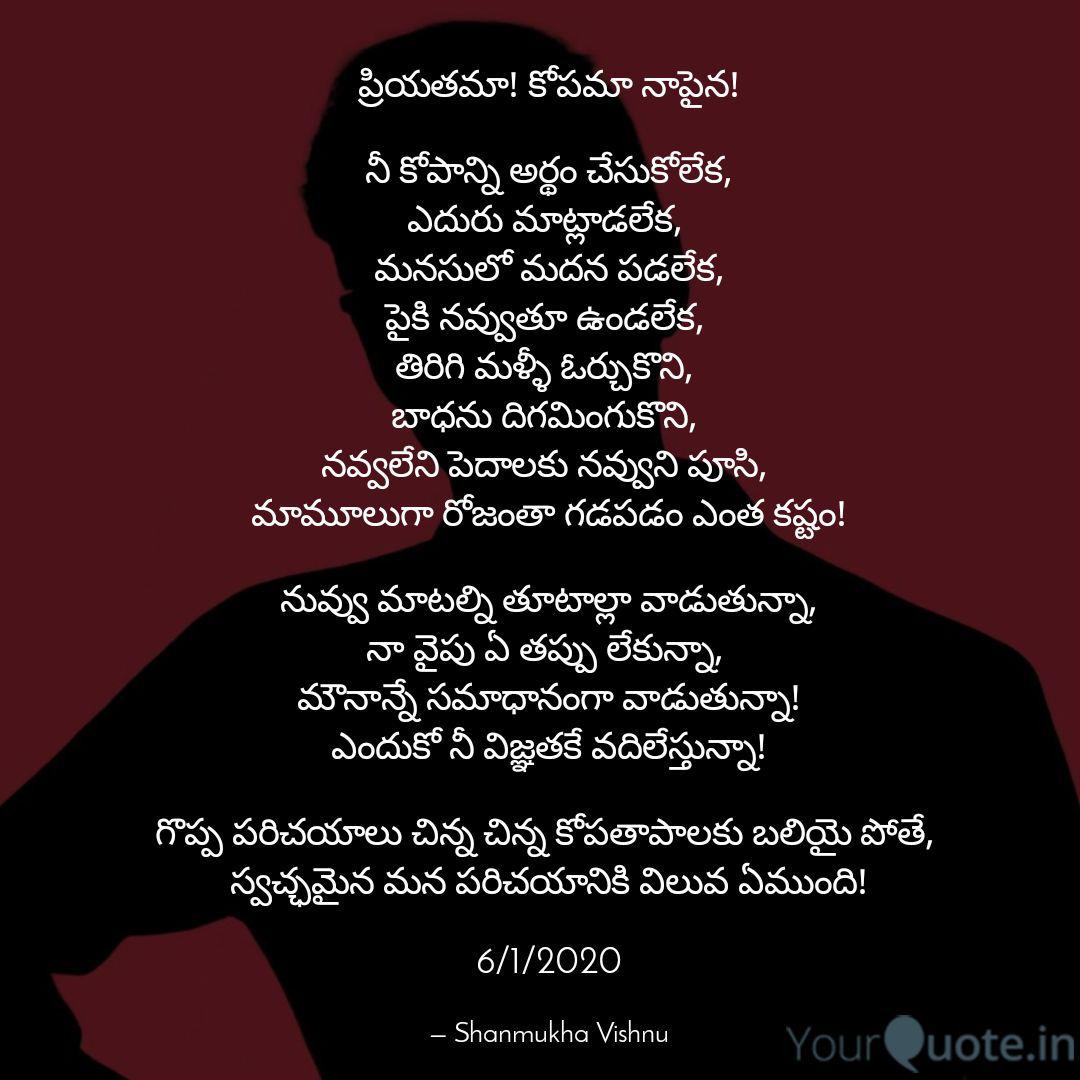 ప్రియతమా! కోపమా నాపైన!
నీ కోపాన్ని అర్థం చేసుకోలేక,
ఎదురు మాట్లాడలేక,
మనసులో మదన పడలేక,
పైకి నవ్వుతూ ఉండలేక,
తిరిగి మళ్ళీ ఓర్చుకొని,
బాధను దిగమింగుకొని,
నవ్వలేని పెదాలకు నవ్వుని పూసి,
మామూలుగా రోజంతా గడపడం ఎంత కష్టం!
నువ్వు మాటల్ని తూటాల్లా వాడుతున్నా,
నా వైపు ఏ తప్పు లేకున్నా,
మౌనాన్నే సమాధానంగా వాడుతున్నా!
ఎందుకో నీ విజ్ఞతకే వదిలేస్తున్నా!
గొప్ప పరిచయాలు చిన్న చిన్న కోపతాపాలకు బలియై పోతే,
స్వచ్ఛమైన మన పరిచయానికి విలువ ఏముంది!
6/1/2020
– Shanmukha Vishnu
YourQuote.in